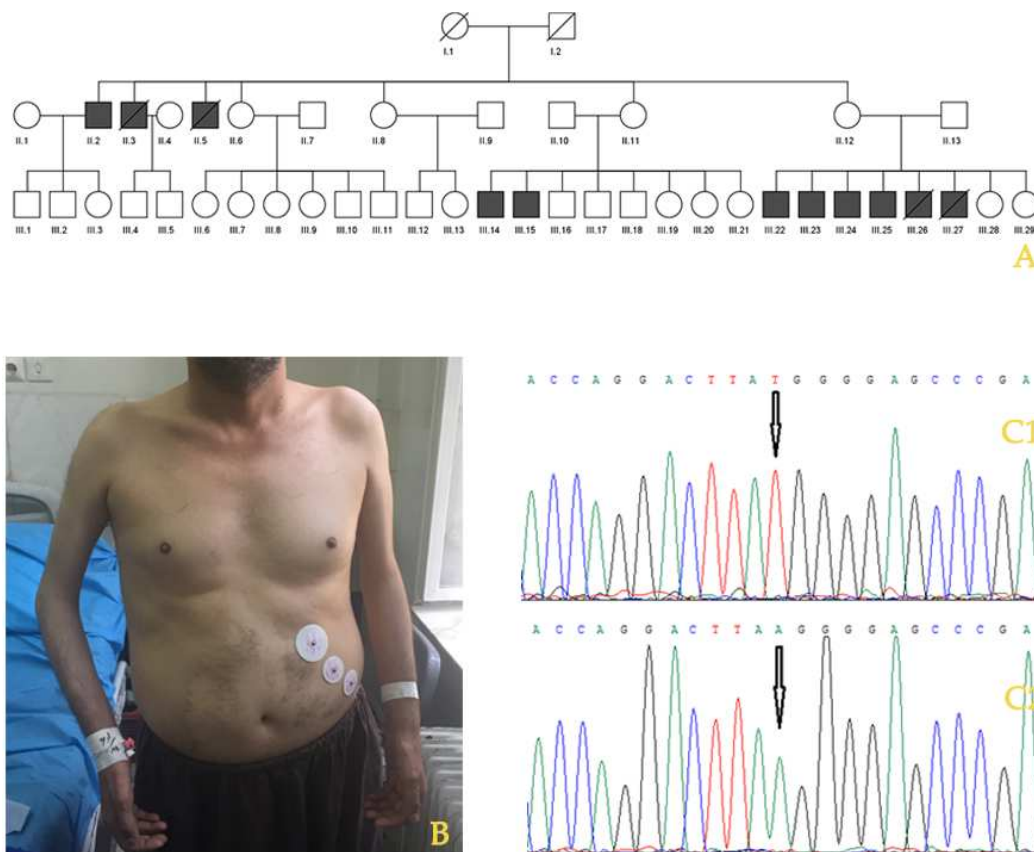 I.1 I.2
II.1 II.2 II.3 II.4 II.5 II.6 II.7 II.8 II.9 II.10 II.11 II.12 II.13
III.1 III.2 III.3 III.4 III.5 III.6 III.7 III.8 III.9 III.10 III.11 III.12 III.13 III.14 III.15 III.16 III.17 III.18 III.19 III.20 III.21 III.22 III.23 III.24 III.25 III.26 III.27 III.28 III.29
A
A C C A G G A C T T A T G G G G A G C C C G A
C1
A C C A G G A C T T A A G G G G A G C C C G A
C2
B